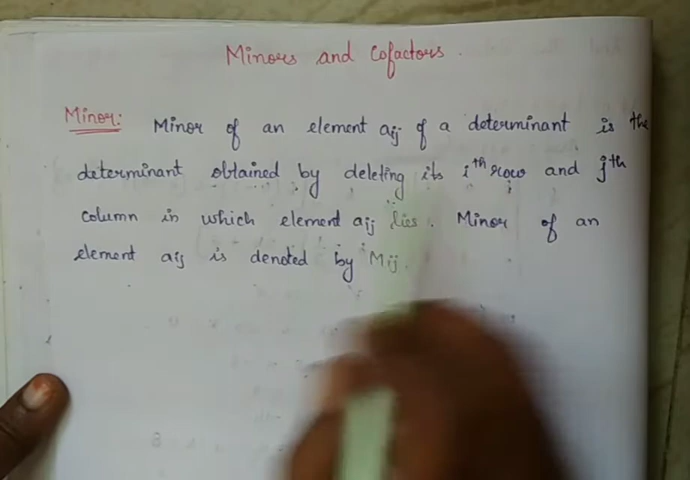 Minors and Cofactors.
Minor: Minor of an element aij of a determinant is the
determinant obtained by deleting its ith row and jth
column in which element aij lies. Minor of an
element aij is denoted by Mij.